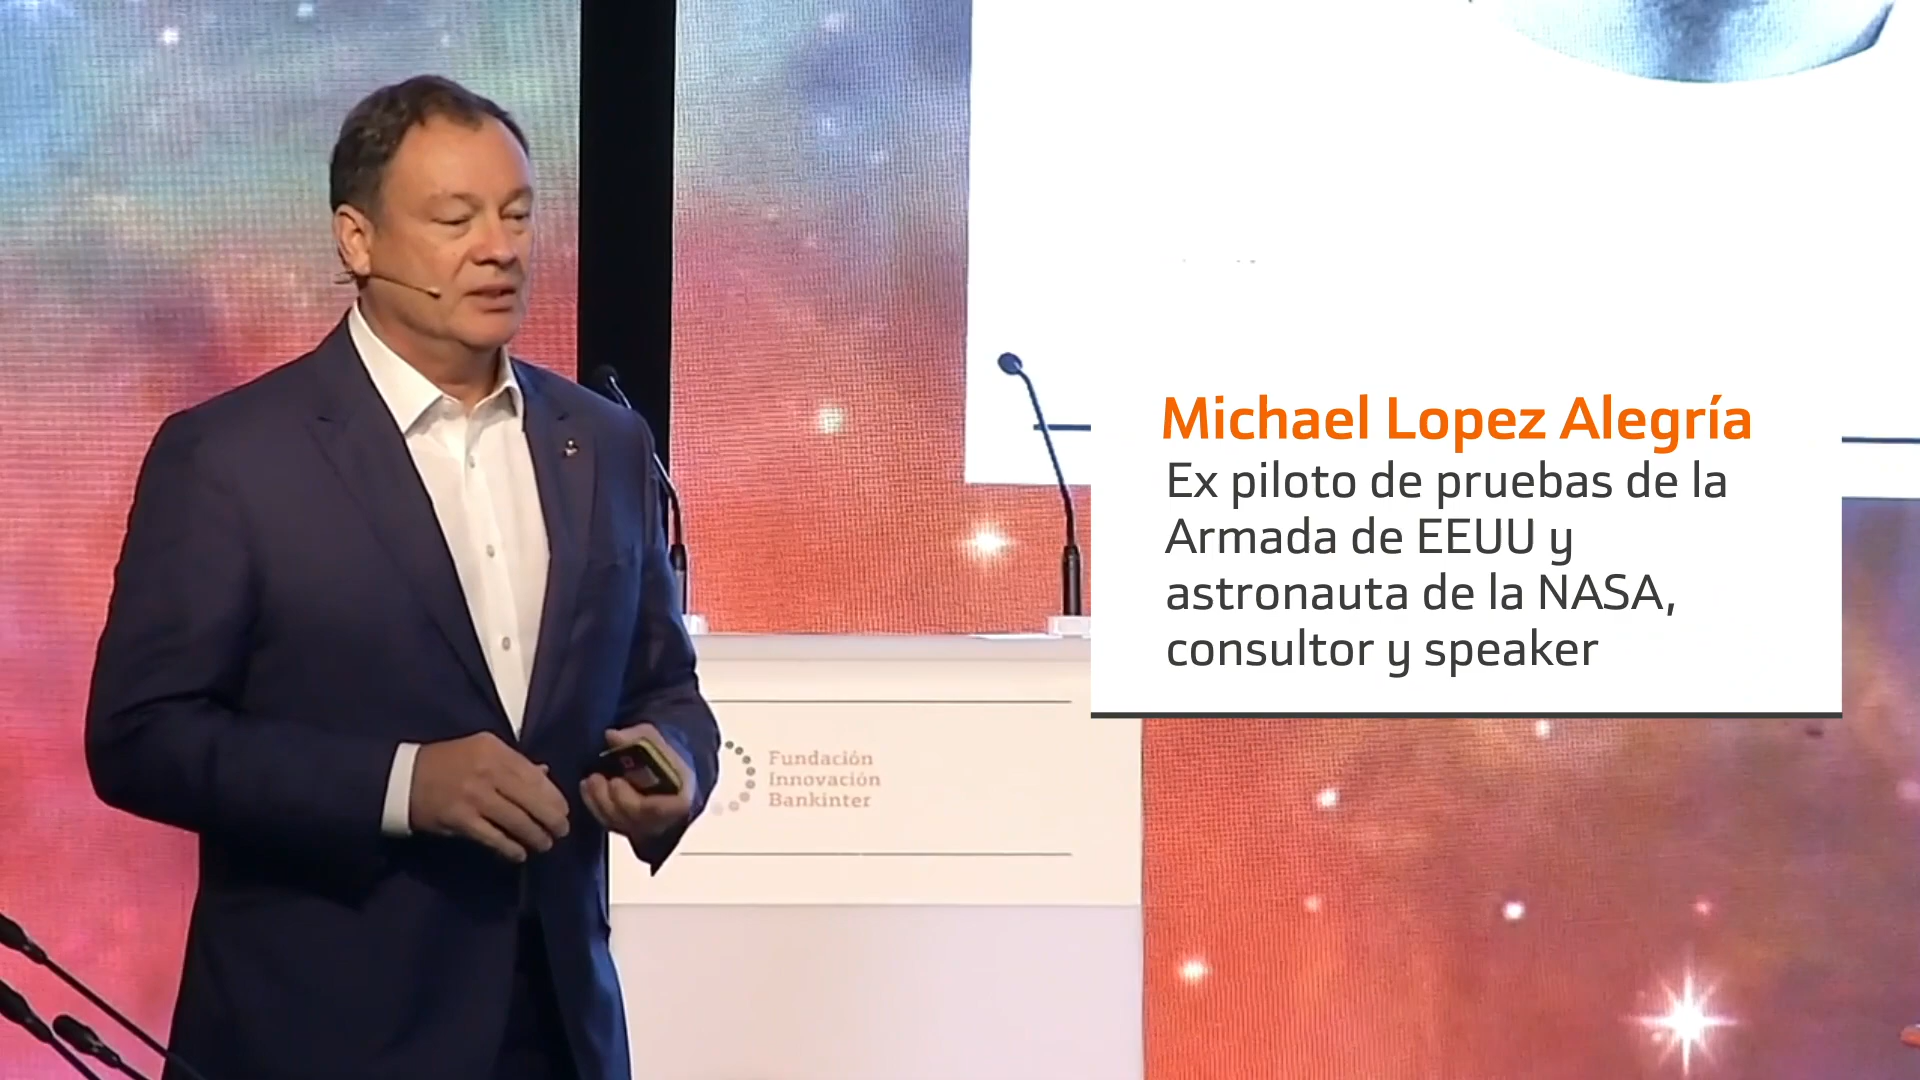 Michael Lopez Alegría
Ex piloto de pruebas de la
Armada de EEUU y
astronauta de la NASA,
consultor y speaker
Fundación
Innovación
Bankinter